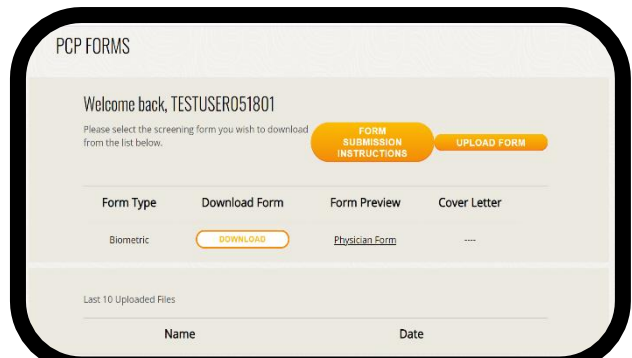 PCP FORMS
Welcome back, TESTUSER051801
Please select the screening form you wish to download
from the list below.
FORM
SUBMISSION
INSTRUCTIONS
UPLOAD FORM
Form Type Download Form Form Preview Cover Letter
Biometric DOWNLOAD Physician Form ----
Last 10 Uploaded Files
Name Date